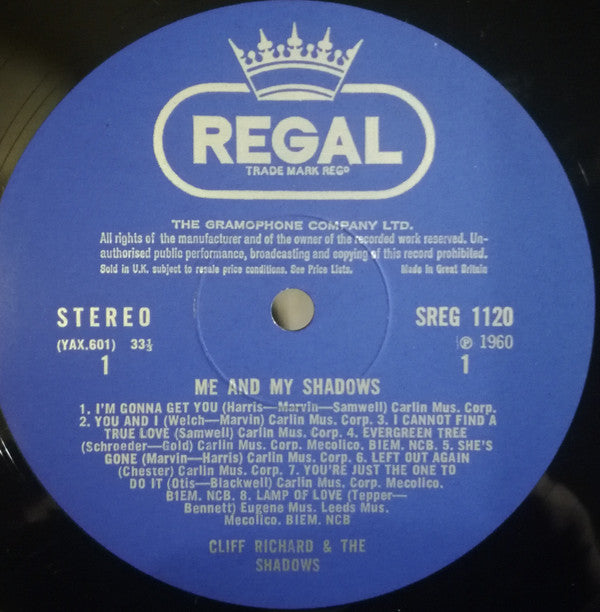 REGAL
TRADE MARK REGD
THE GRAMOPHONE COMPANY LTD.
All rights of the manufacturer and of the owner of the recorded work reserved. Un-
authorised public performance, broadcasting and copying of this record prohibited.
Sold in U.K. subject to resale price conditions. See Price Lists. Made in Great Britain
STEREO SREG 1120
(YAX.601) 33⅓ ℗ 1960
1 1
ME AND MY SHADOWS
1. I'M GONNA GET YOU (Harris—Marvin—Samwell) Carlin Mus. Corp.
2. YOU AND I (Welch—Marvin) Carlin Mus. Corp. 3. I CANNOT FIND A
TRUE LOVE (Samwell) Carlin Mus. Corp. 4. EVERGREEN TREE
(Schroeder—Gold) Carlin Mus. Corp. Mecolico. BIEM. NCB. 5. SHE'S
GONE (Marvin—Harris) Carlin Mus. Corp. 6. LEFT OUT AGAIN
(Chester) Carlin Mus. Corp. 7. YOU'RE JUST THE ONE TO
DO IT (Otis—Blackwell) Carlin Mus. Corp. Mecolico.
BIEM. NCB. 8. LAMP OF LOVE (Tepper—
Bennett) Eugene Mus. Leeds Mus.
Mecolico. BIEM. NCB
CLIFF RICHARD & THE
SHADOWS